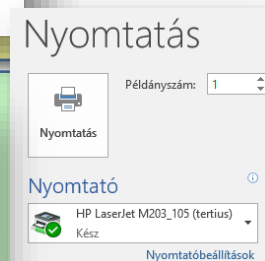 Nyomtatás
Példányszám: 1
Nyomtatás
Nyomtató
HP LaserJet M203_105 (tertius)
Kész
Nyomtatóbeállítások